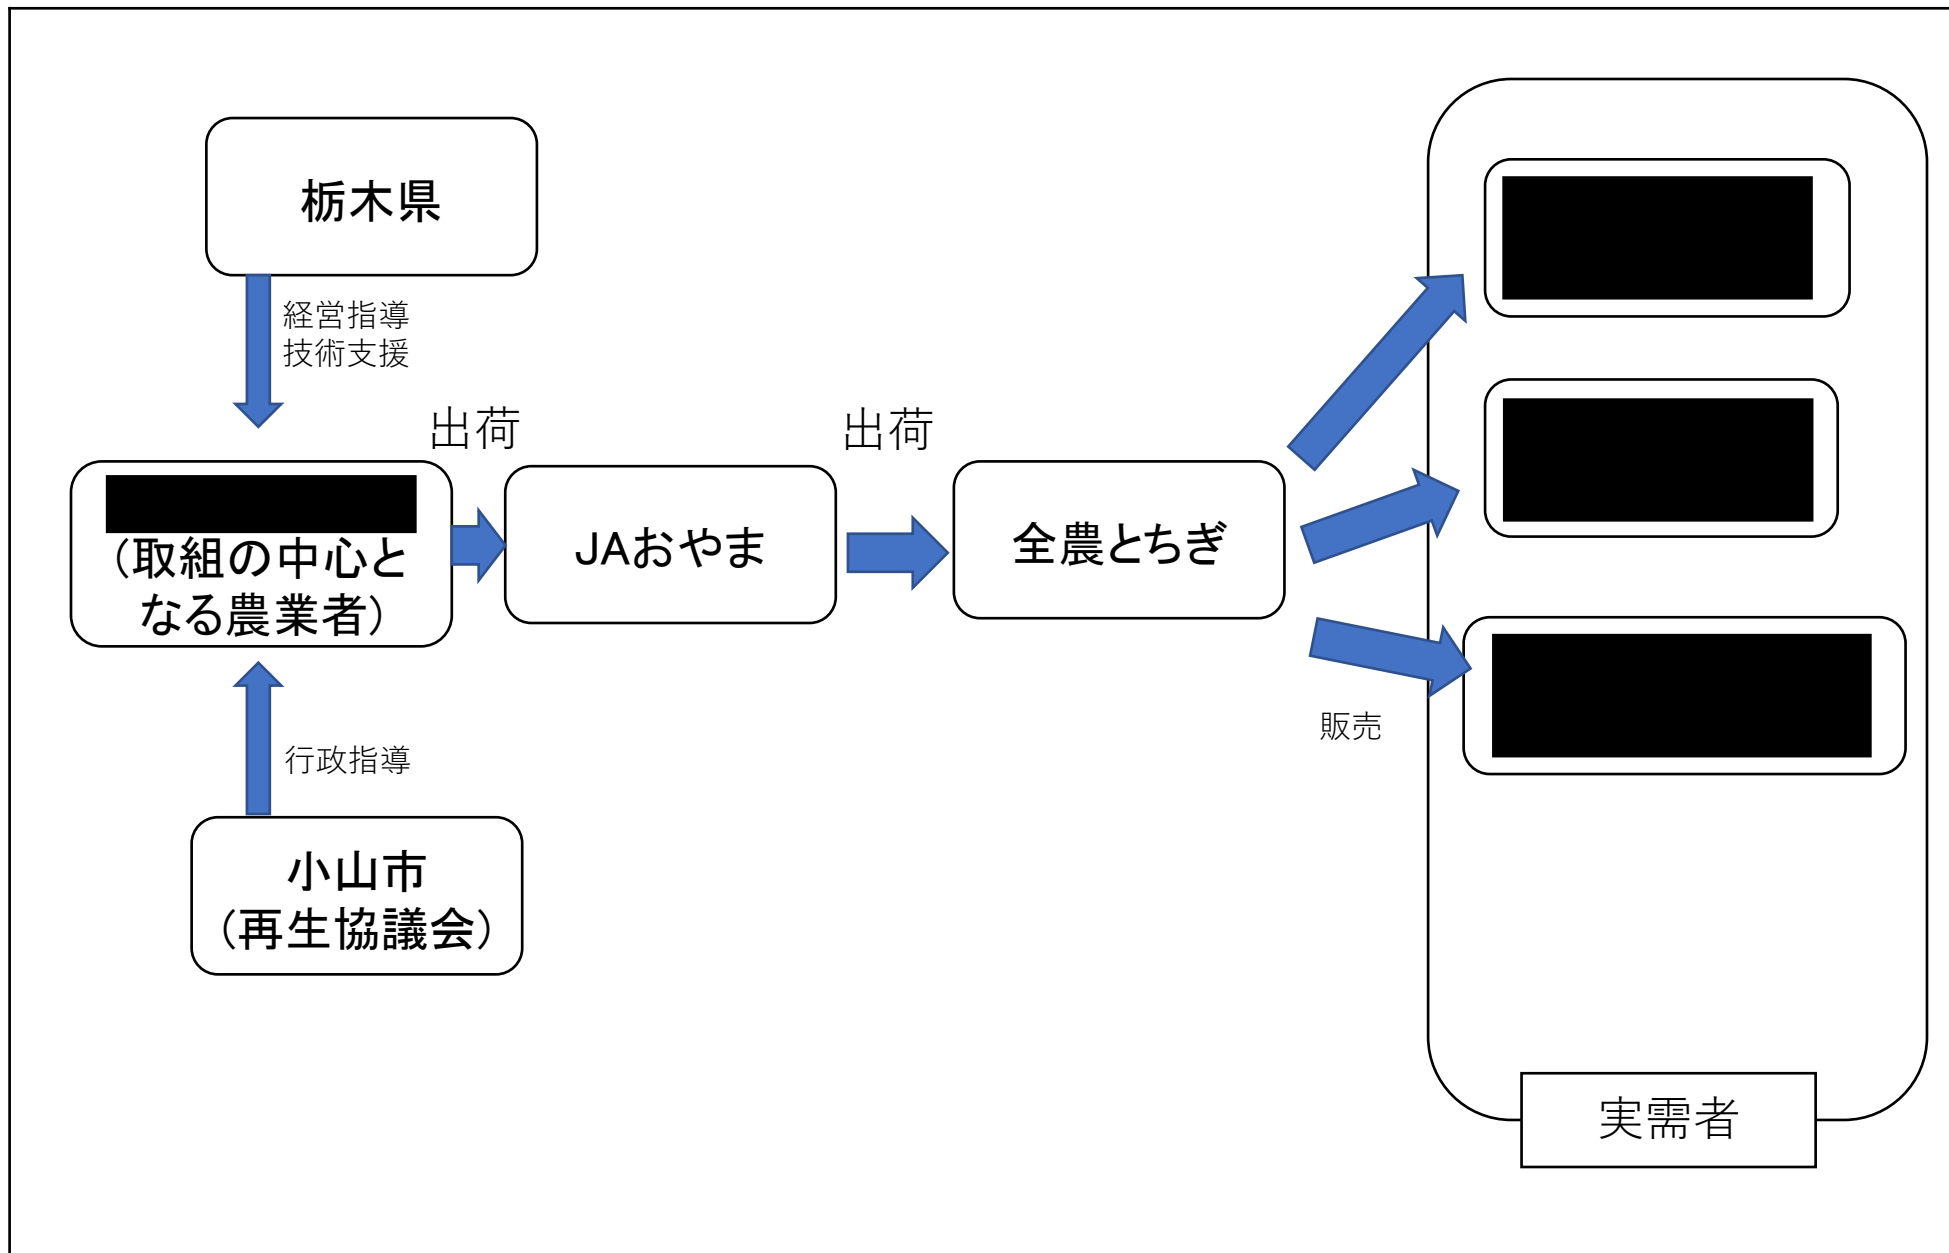 栃木県
経営指導
技術支援
出荷
出荷
（取組の中心と
なる農業者）
JAおやま
全農とちぎ
販売
行政指導
小山市
（再生協議会）
実需者